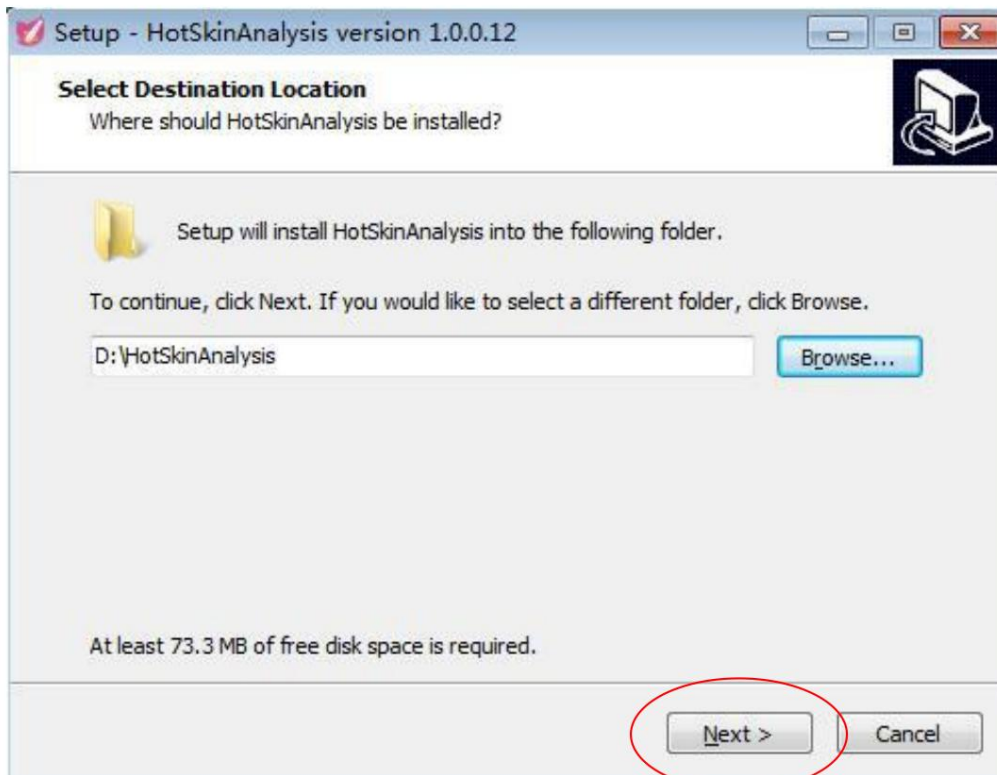 Setup - HotSkinAnalysis version 1.0.0.12
Select Destination Location
Where should HotSkinAnalysis be installed?
Setup will install HotSkinAnalysis into the following folder.
To continue, click Next. If you would like to select a different folder, click Browse.
D:\HotSkinAnalysis
Browse...
At least 73.3 MB of free disk space is required.
Next >
Cancel